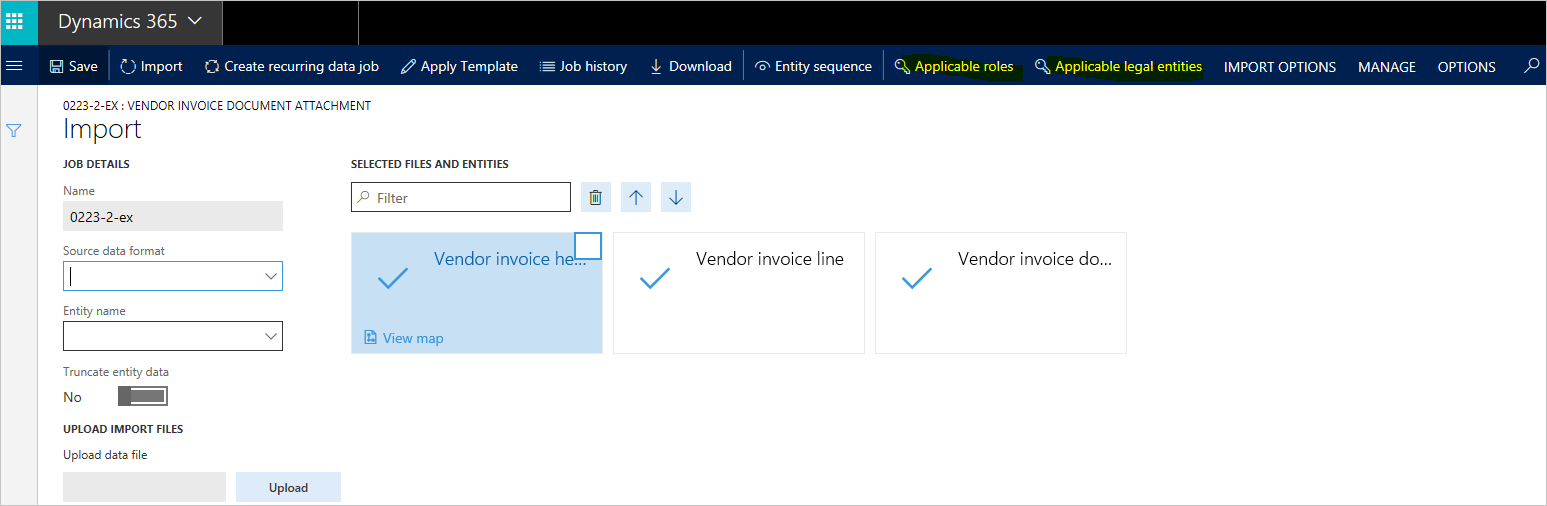 Dynamics 365
Save Import Create recurring data job Apply Template Job history Download Entity sequence Applicable roles Applicable legal entities IMPORT OPTIONS MANAGE OPTIONS
0223-2-EX : VENDOR INVOICE DOCUMENT ATTACHMENT
Import
JOB DETAILS
Name
0223-2-ex
Source data format
Entity name
Truncate entity data
No
UPLOAD IMPORT FILES
Upload data file
Upload
SELECTED FILES AND ENTITIES
Filter
Vendor invoice he...
View map
Vendor invoice line
Vendor invoice do...